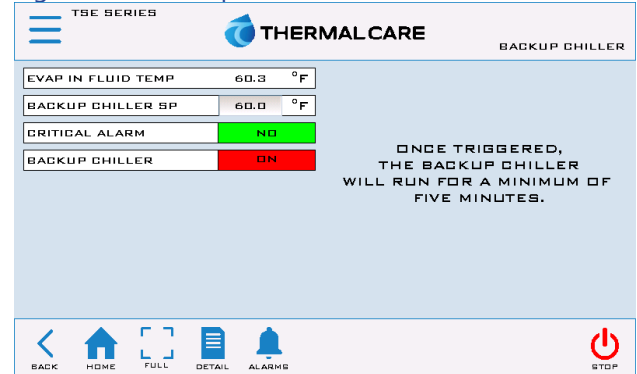 TSE SERIES
THERMALCARE
BACKUP CHILLER
EVAP IN FLUID TEMP 60.3 °F
BACKUP CHILLER SP 60.0 °F
CRITICAL ALARM NO
BACKUP CHILLER ON
ONCE TRIGGERED,
THE BACKUP CHILLER
WILL RUN FOR A MINIMUM OF
FIVE MINUTES.
BACK HOME FULL DETAIL ALARMS STOP